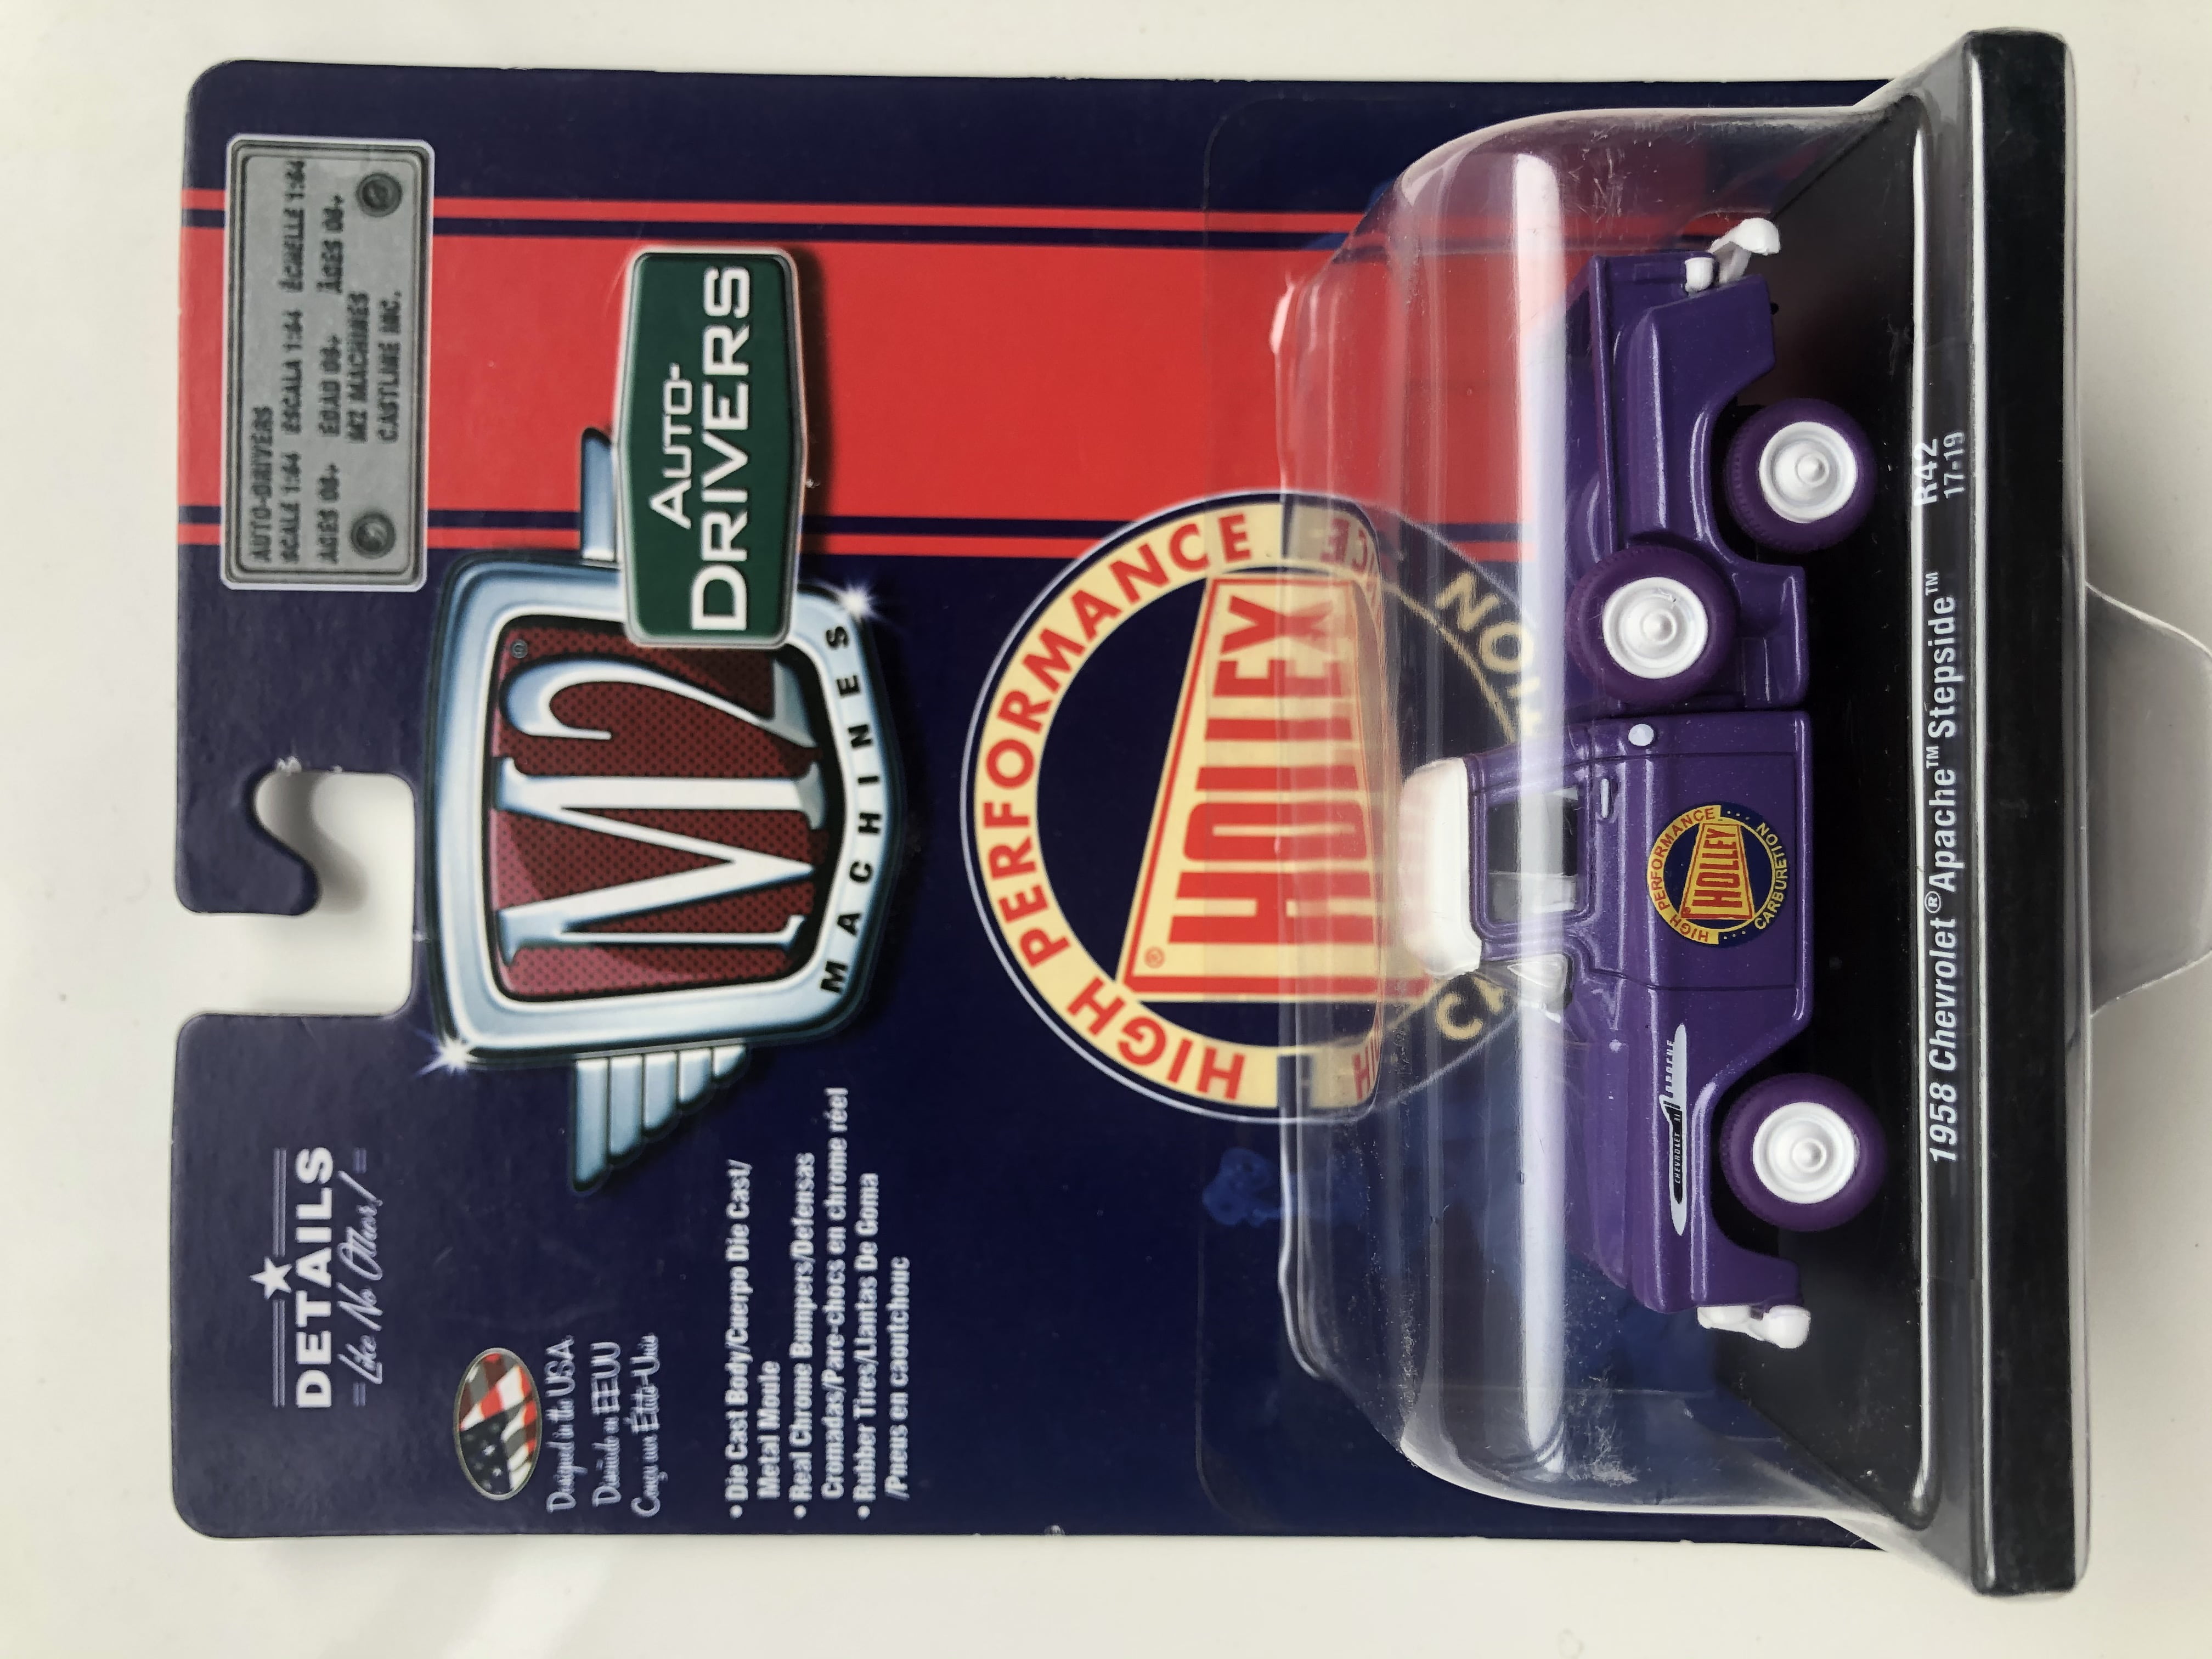 AUTO-DRIVERS
SCALE 1:64 ESCALA 1:64 ÉCHELLE 1:64
AGES 08+ EDAD 08+ ÂGES 08+
M2 MACHINES
CASTLINE INC.
DETAILS
Like No Other!
Designed in the USA
Diseñado en EEUU
Conçu aux États-Unis
M2
®
MACHINES
AUTO-
DRIVERS
• Die Cast Body/Cuerpo Die Cast/
Metal Moule
• Real Chrome Bumpers/Defensas
Cromadas/Pare-chocs en chrome réel
• Rubber Tires/Llantas De Goma
/Pneus en caoutchouc
HIGH PERFORMANCE
HOLLEY
®
HIGH PERFORMANCE
HOLLEY
CARBURETION
CHEVROLET APACHE
1958 Chevrolet® Apache™ Stepside™
R42
17-19